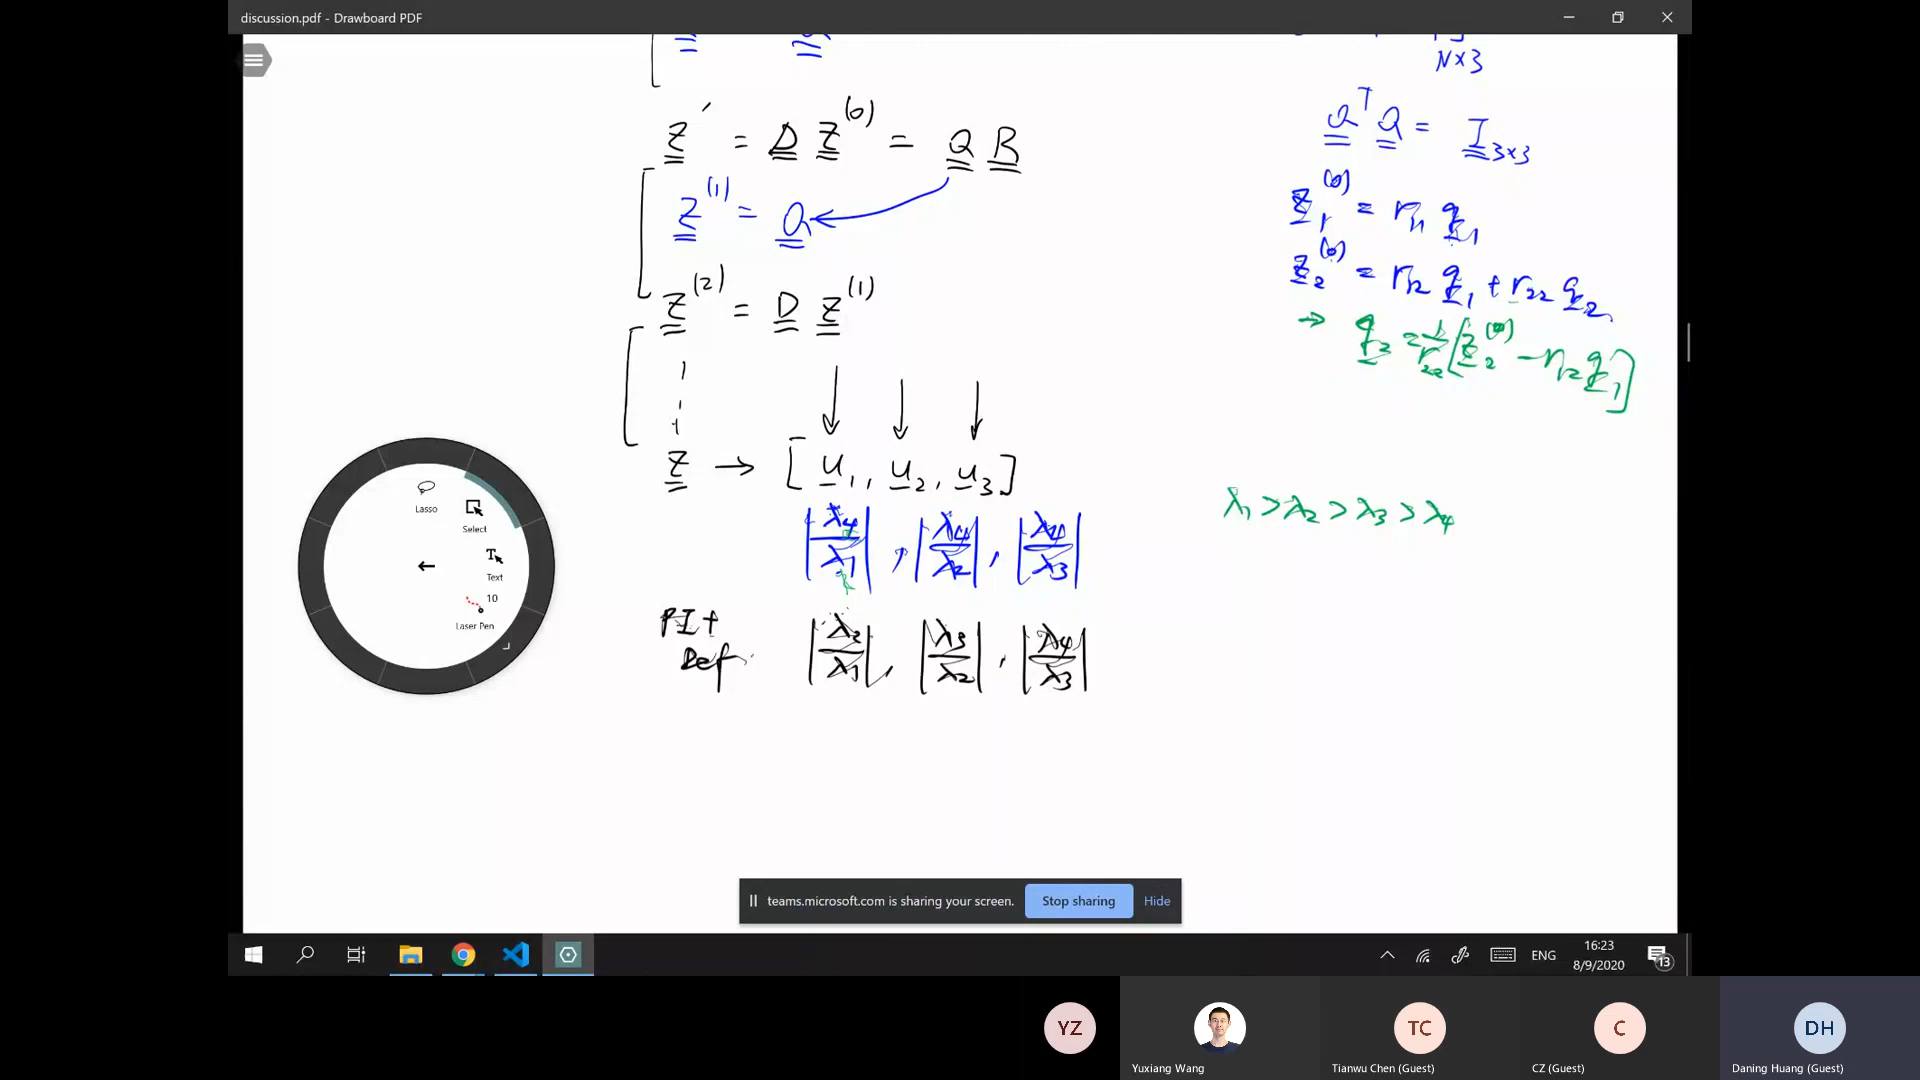 discussion.pdf - Drawboard PDF
N×3
Z' = D Z^(0) = Q R
Z^(1) = Q
Z^(2) = D Z^(1)
Z → [u₁, u₂, u₃]
|λ₄/λ₁|, |λ₄/λ₂|, |λ₄/λ₃|
PI +
Def.
|λ₂/λ₁|, |λ₃/λ₂|, |λ₄/λ₃|
Q^T Q = I 3×3
Z₁^(0) = r₁₁ q₁
Z₂^(0) = r₁₂ q₁ + r₂₂ q₂
→ q₂ = 1/r₂₂ [Z₂^(0) − r₁₂ q₁]
λ₁ > λ₂ > λ₃ > λ₄
Lasso
Select
Text
10
Laser Pen
teams.microsoft.com is sharing your screen.
Stop sharing
Hide
ENG
16:23
8/9/2020
13
YZ
TC
C
DH
Yuxiang Wang
Tianwu Chen (Guest)
CZ (Guest)
Daning Huang (Guest)